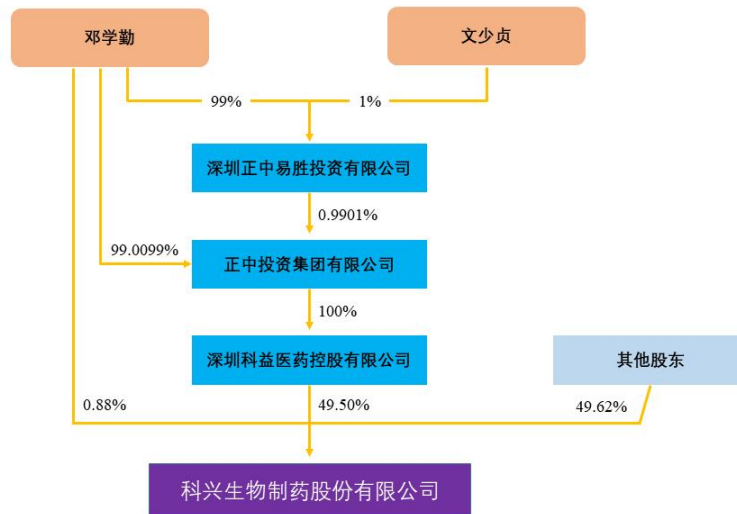 邓学勤
文少贞
99%
1%
深圳正中易胜投资有限公司
0.9901%
99.0099%
正中投资集团有限公司
100%
深圳科益医药控股有限公司
其他股东
0.88%
49.50%
49.62%
科兴生物制药股份有限公司